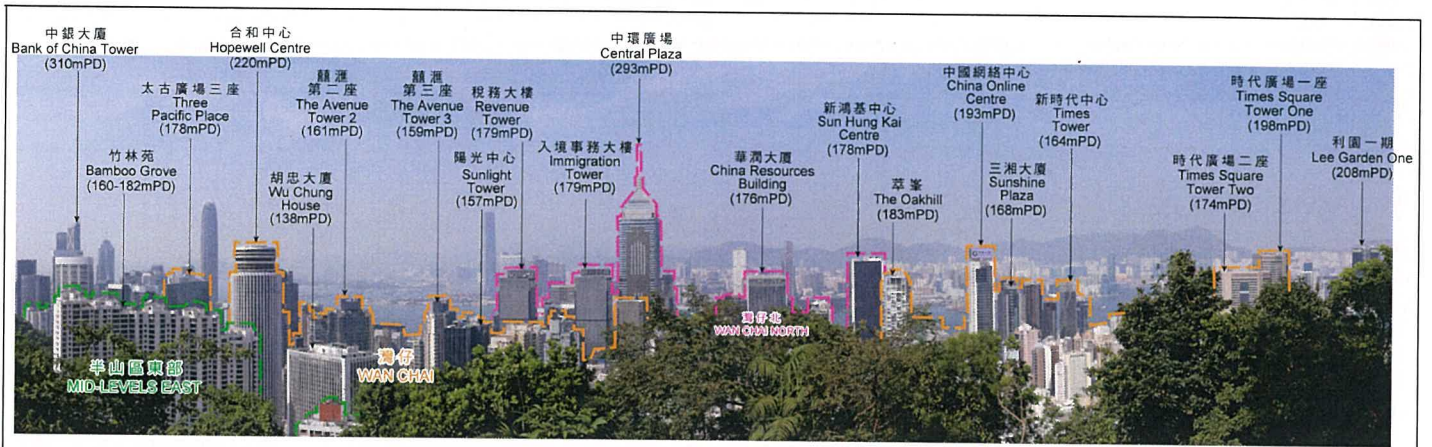 中銀大廈
Bank of China Tower
(310mPD)
竹林苑
Bamboo Grove
(160-182mPD)
太古廣場三座
Three
Pacific Place
(178mPD)
合和中心
Hopewell Centre
(220mPD)
胡忠大廈
Wu Chung
House
(138mPD)
囍滙
第二座
The Avenue
Tower 2
(161mPD)
囍滙
第三座
The Avenue
Tower 3
(159mPD)
稅務大樓
Revenue
Tower
(179mPD)
陽光中心
Sunlight
Tower
(157mPD)
入境事務大樓
Immigration
Tower
(179mPD)
中環廣場
Central Plaza
(293mPD)
華潤大廈
China Resources
Building
(176mPD)
新鴻基中心
Sun Hung Kai
Centre
(178mPD)
萃峯
The Oakhill
(183mPD)
中國網絡中心
China Online
Centre
(193mPD)
三湘大廈
Sunshine
Plaza
(168mPD)
新時代中心
Times
Tower
(164mPD)
時代廣場二座
Times Square
Tower Two
(174mPD)
時代廣場一座
Times Square
Tower One
(198mPD)
利園一期
Lee Garden One
(208mPD)
半山區東部
MID-LEVELS EAST
灣仔
WAN CHAI
灣仔北
WAN CHAI NORTH